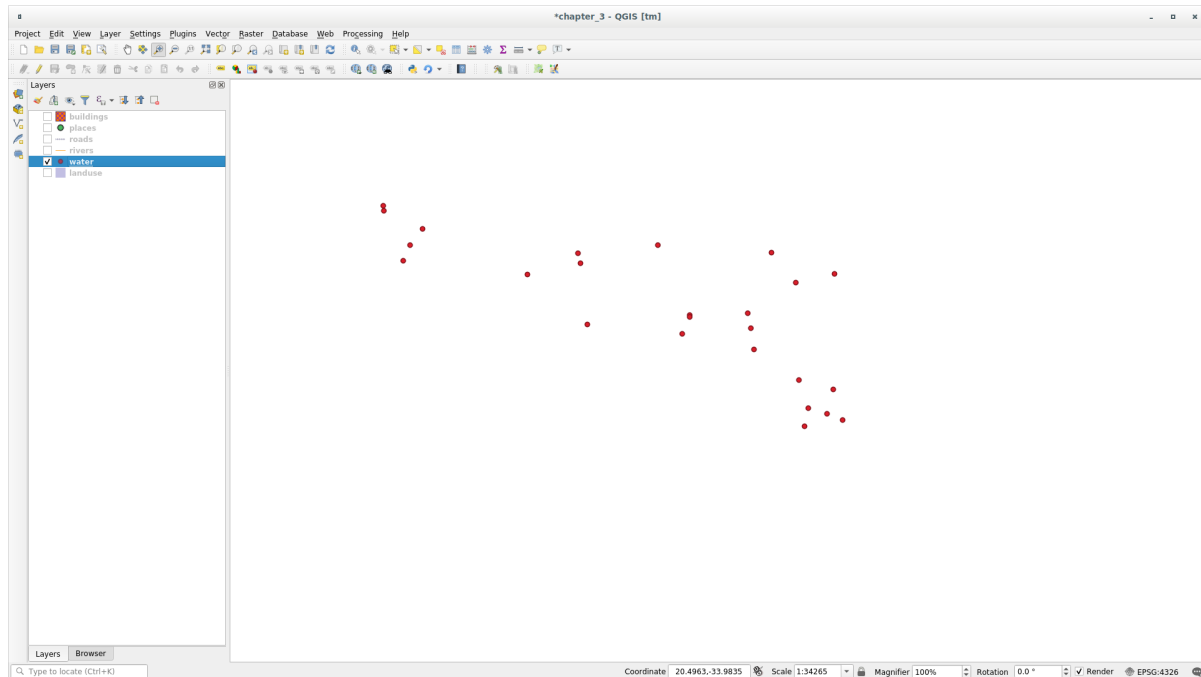 *chapter_3 - QGIS [tm]
Project Edit View Layer Settings Plugins Vector Raster Database Web Processing Help
Layers
buildings
places
roads
rivers
water
landuse
Layers Browser
Type to locate (Ctrl+K) Coordinate 20.4963,-33.9835 Scale 1:34265 Magnifier 100% Rotation 0.0 ° Render EPSG:4326